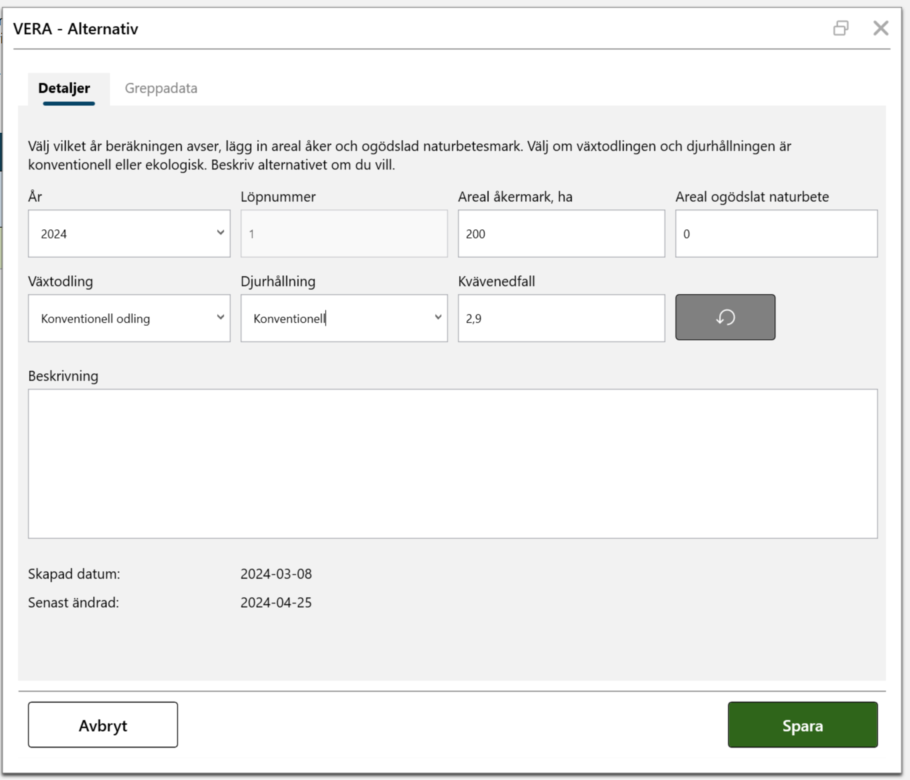 VERA - Alternativ
Detaljer Greppadata
Välj vilket år beräkningen avser, lägg in areal åker och ogödslad naturbetesmark. Välj om växtodlingen och djurhållningen är
konventionell eller ekologisk. Beskriv alternativet om du vill.
År Löpnummer Areal åkermark, ha Areal ogödslat naturbete
2024 1 200 0
Växtodling Djurhållning Kvävenedfall
Konventionell odling Konventionell 2,9
Beskrivning
Skapad datum: 2024-03-08
Senast ändrad: 2024-04-25
Avbryt Spara